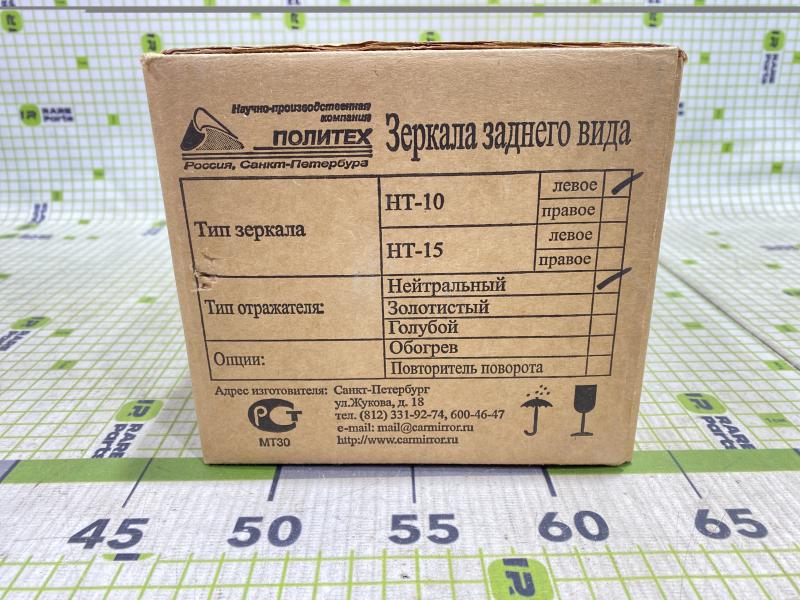 RARE Parts
Научно-производственная
компания
ПОЛИТЕХ
Россия, Санкт-Петербург
Зеркала заднего вида
Тип зеркала
НТ-10
левое
правое
НТ-15
левое
правое
Тип отражателя:
Нейтральный
Золотистый
Голубой
Опции:
Обогрев
Повторитель поворота
Адрес изготовителя: Санкт-Петербург
ул.Жукова, д. 18
тел. (812) 331-92-74, 600-46-47
e-mail: mail@carmirror.ru
http://www.carmirror.ru
РСТ
МТ30
45 50 55 60 65